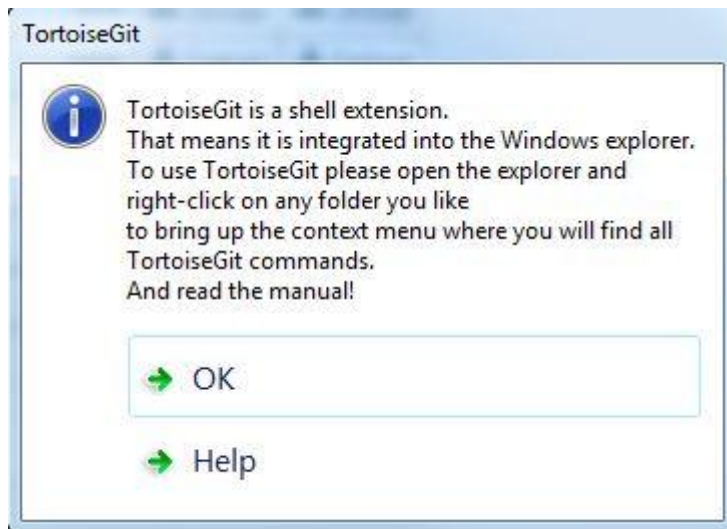 TortoiseGit
TortoiseGit is a shell extension.
That means it is integrated into the Windows explorer.
To use TortoiseGit please open the explorer and
right-click on any folder you like
to bring up the context menu where you will find all
TortoiseGit commands.
And read the manual!
OK
Help